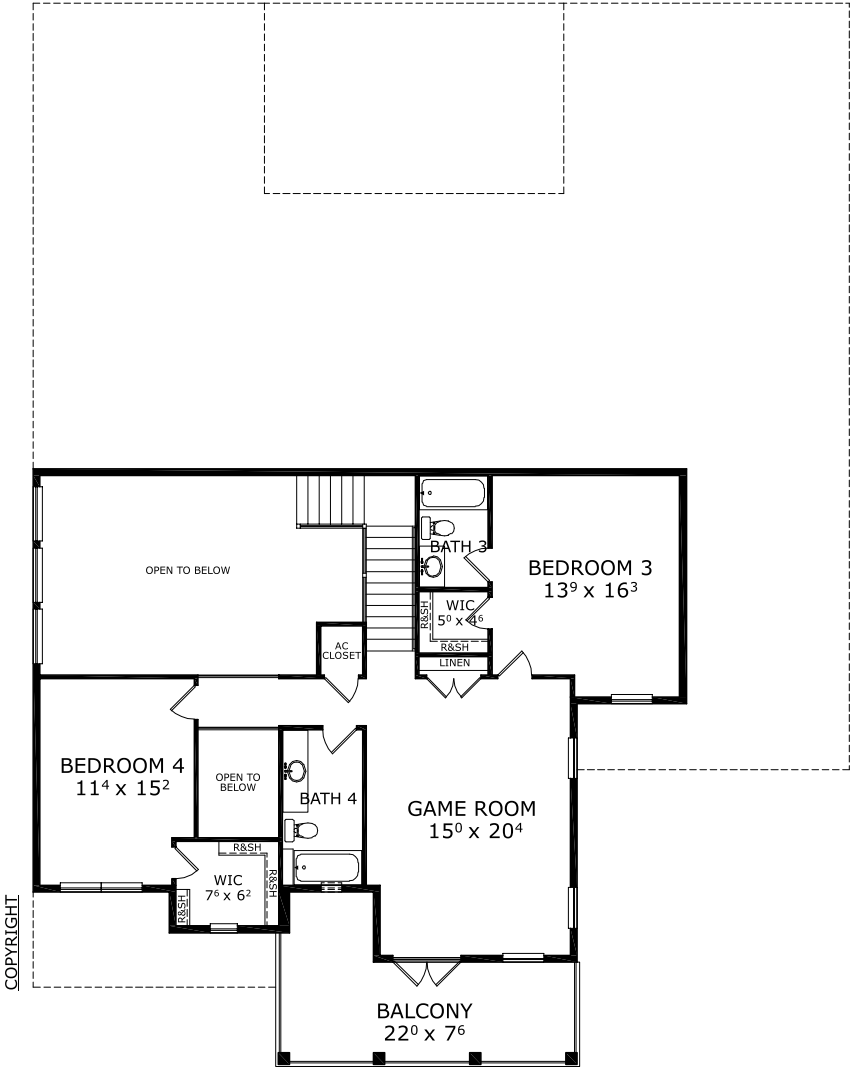 OPEN TO BELOW
BATH 3
BEDROOM 3
13⁹ x 16³
R&SH
WIC
5⁰ x 4⁶
R&SH
AC
CLOSET
LINEN
BEDROOM 4
11⁴ x 15²
OPEN TO
BELOW
BATH 4
GAME ROOM
15⁰ x 20⁴
R&SH
WIC
7⁶ x 6²
R&SH
R&SH
COPYRIGHT
BALCONY
22⁰ x 7⁶